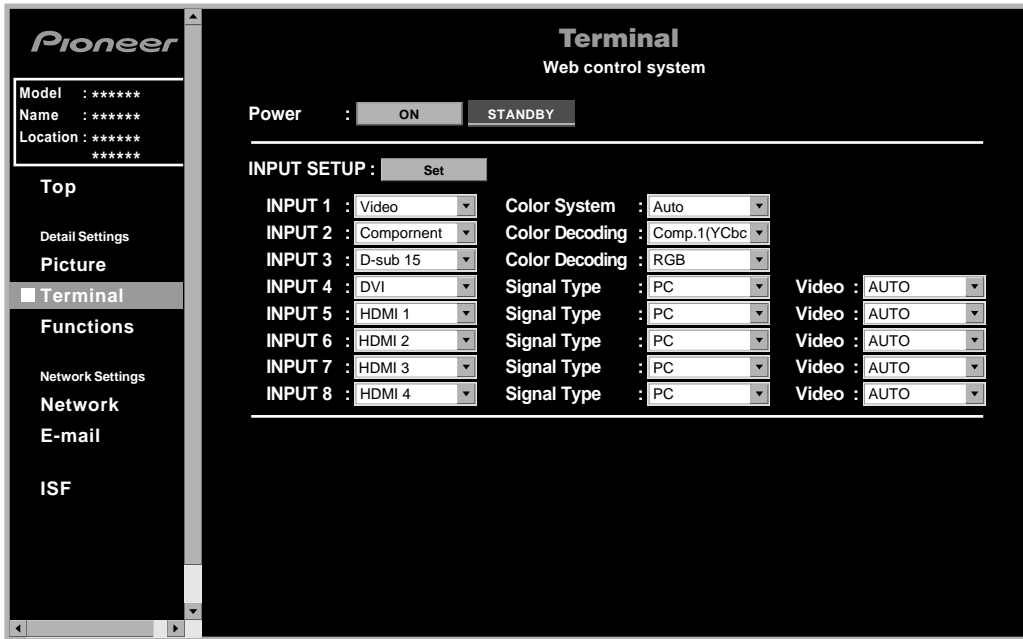 Pioneer
Model : ******
Name : ******
Location : ******
******
Top
Detail Settings
Picture
Terminal
Functions
Network Settings
Network
E-mail
ISF
Terminal
Web control system
Power : ON STANDBY
INPUT SETUP : Set
INPUT 1 : Video Color System : Auto
INPUT 2 : Compornent Color Decoding : Comp.1(YCbc
INPUT 3 : D-sub 15 Color Decoding : RGB
INPUT 4 : DVI Signal Type : PC Video : AUTO
INPUT 5 : HDMI 1 Signal Type : PC Video : AUTO
INPUT 6 : HDMI 2 Signal Type : PC Video : AUTO
INPUT 7 : HDMI 3 Signal Type : PC Video : AUTO
INPUT 8 : HDMI 4 Signal Type : PC Video : AUTO